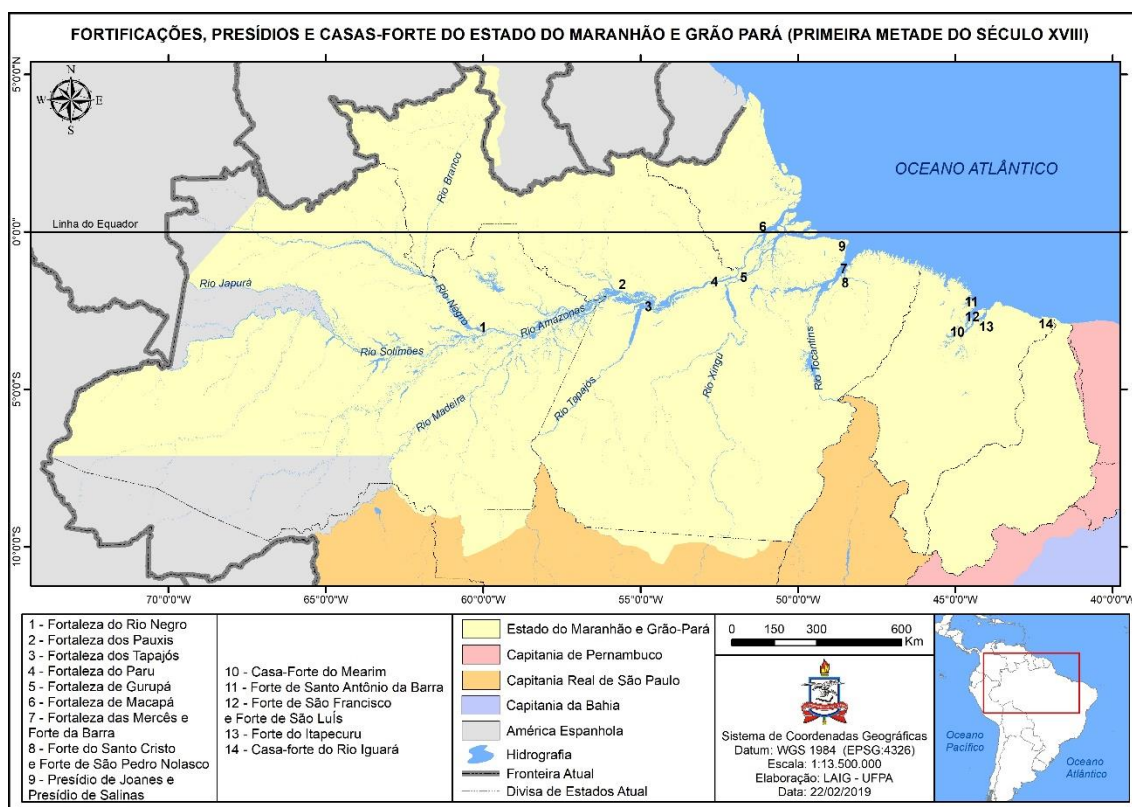 FORTIFICAÇÕES, PRESÍDIOS E CASAS-FORTE DO ESTADO DO MARANHÃO E GRÃO PARÁ (PRIMEIRA METADE DO SÉCULO XVIII)
5°0'0"N
N
W E
S
OCEANO ATLÂNTICO
Rio Branco
Linha do Equador
0°0'0"
6
9
7
8
Rio Japurá
Rio Negro
1
Rio Solimões
Rio Amazonas
2
3
4
5
11
12
10
13
14
Rio Madeira
Rio Tapajós
Rio Xingú
Rio Tocantins
5°0'0"S
10°0'0"S
70°0'0"W
65°0'0"W
60°0'0"W
55°0'0"W
50°0'0"W
45°0'0"W
40°0'0"W
1 - Fortaleza do Rio Negro
2 - Fortaleza dos Pauxis
3 - Fortaleza dos Tapajós
4 - Fortaleza do Paru
5 - Fortaleza de Gurupá
6 - Fortaleza de Macapá
7 - Fortaleza das Mercês e
Forte da Barra
8 - Forte do Santo Cristo
e Forte de São Pedro Nolasco
9 - Presídio de Joanes e
Presídio de Salinas
10 - Casa-Forte do Mearim
11 - Forte de Santo Antônio da Barra
12 - Forte de São Francisco
e Forte de São Luís
13 - Forte do Itapecuru
14 - Casa-forte do Rio Iguará
Estado do Maranhão e Grão-Pará
Capitania de Pernambuco
Capitania Real de São Paulo
Capitania da Bahia
América Espanhola
Hidrografia
Fronteira Atual
Divisa de Estados Atual
0 150 300 600
Km
Sistema de Coordenadas Geográficas
Datum: WGS 1984 (EPSG:4326)
Escala: 1:13.500.000
Elaboração: LAIG - UFPA
Data: 22/02/2019
Oceano
Pacífico
Oceano
Atlântico